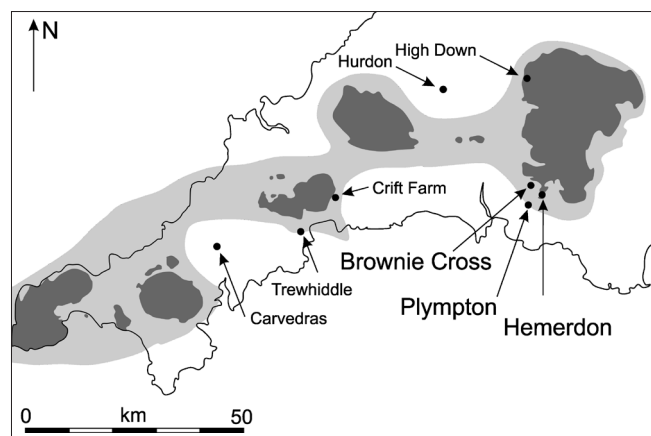 N
High Down
Hurdon
Crift Farm
Brownie Cross
Trewhiddle
Plympton
Carvedras
Hemerdon
0 km 50